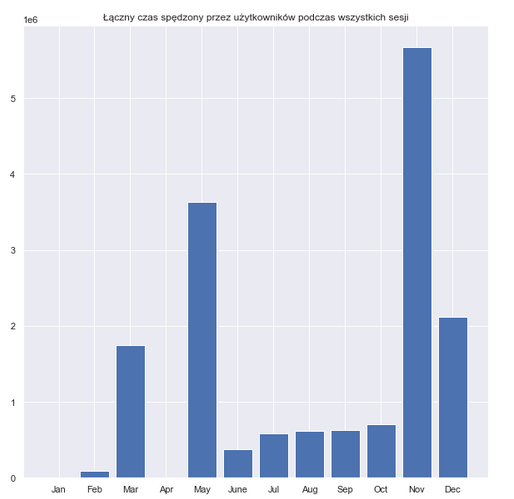 Łączny czas spędzony przez użytkowników podczas wszystkich sesji
1e6
5
4
3
2
1
0
Jan Feb Mar Apr May June Jul Aug Sep Oct Nov Dec